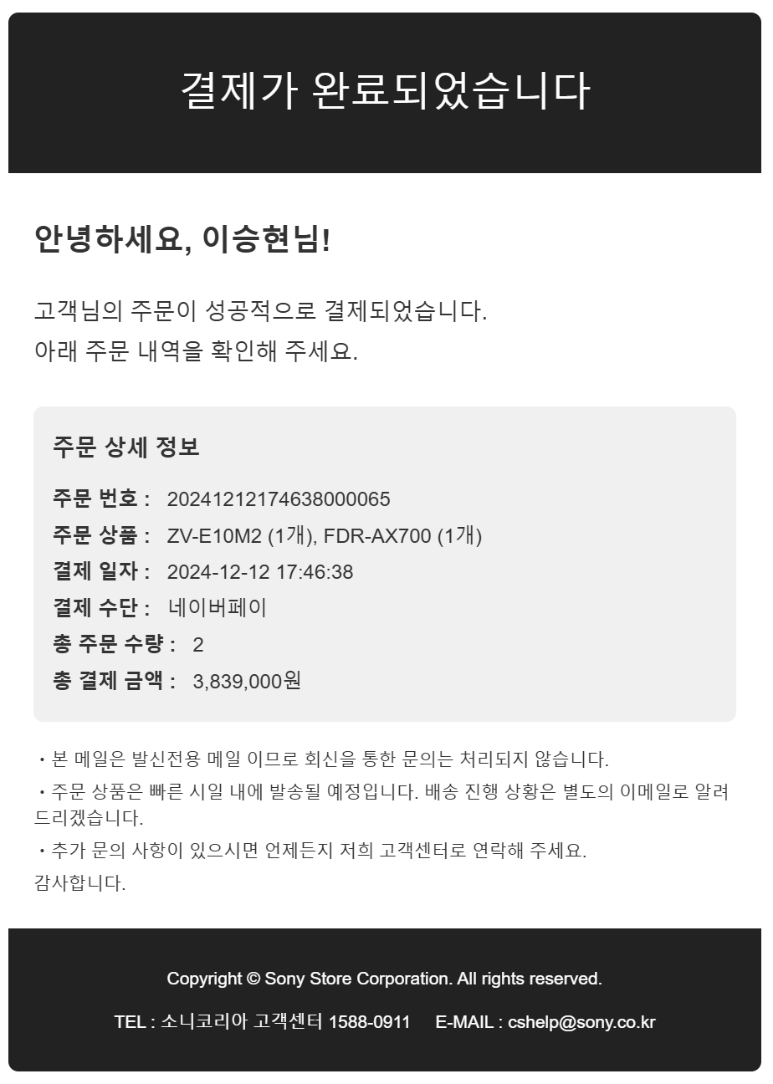 결제가 완료되었습니다
안녕하세요, 이승현님!
고객님의 주문이 성공적으로 결제되었습니다.
아래 주문 내역을 확인해 주세요.
주문 상세 정보
주문 번호 : 20241212174638000065
주문 상품 : ZV-E10M2 (1개), FDR-AX700 (1개)
결제 일자 : 2024-12-12 17:46:38
결제 수단 : 네이버페이
총 주문 수량 : 2
총 결제 금액 : 3,839,000원
・본 메일은 발신전용 메일 이므로 회신을 통한 문의는 처리되지 않습니다.
・주문 상품은 빠른 시일 내에 발송될 예정입니다. 배송 진행 상황은 별도의 이메일로 알려
드리겠습니다.
・추가 문의 사항이 있으시면 언제든지 저희 고객센터로 연락해 주세요.
감사합니다.
Copyright © Sony Store Corporation. All rights reserved.
TEL : 소니코리아 고객센터 1588-0911 E-MAIL : cshelp@sony.co.kr